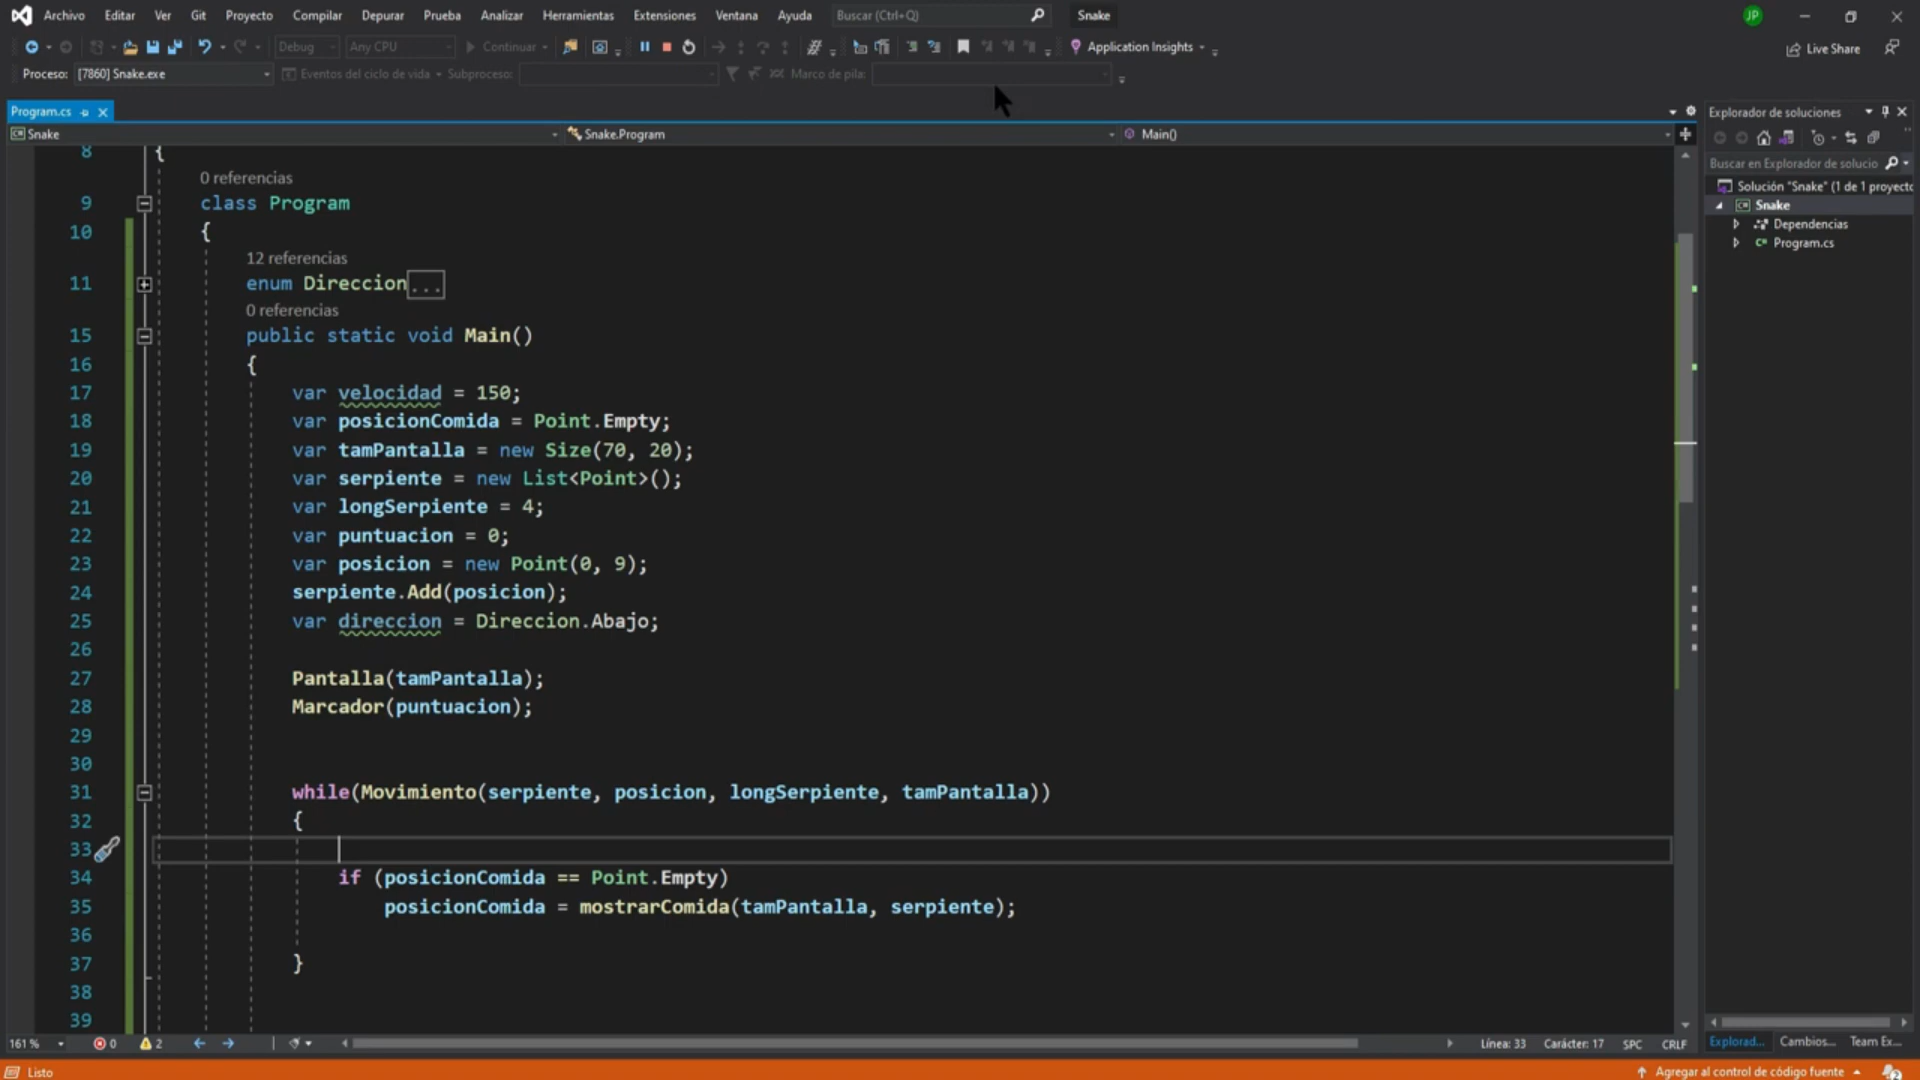 Archivo Editar Ver Git Proyecto Compilar Depurar Prueba Analizar Herramientas Extensiones Ventana Ayuda Buscar (Ctrl+Q) Snake JP
Debug Any CPU Continuar Application Insights Live Share
Proceso: [7860] Snake.exe Eventos del ciclo de vida Subproceso: Marco de pila:
Program.cs
Snake Snake.Program Main()
8 {
0 referencias
9 class Program
10 {
12 referencias
11 enum Direccion...
0 referencias
15 public static void Main()
16 {
17 var velocidad = 150;
18 var posicionComida = Point.Empty;
19 var tamPantalla = new Size(70, 20);
20 var serpiente = new List<Point>();
21 var longSerpiente = 4;
22 var puntuacion = 0;
23 var posicion = new Point(0, 9);
24 serpiente.Add(posicion);
25 var direccion = Direccion.Abajo;
26
27 Pantalla(tamPantalla);
28 Marcador(puntuacion);
29
30
31 while(Movimiento(serpiente, posicion, longSerpiente, tamPantalla))
32 {
33
34 if (posicionComida == Point.Empty)
35 posicionComida = mostrarComida(tamPantalla, serpiente);
36
37 }
38
39
161 % 0 2 Línea: 33 Carácter: 17 SPC CRLF
Explorador de soluciones
Buscar en Explorador de solucio
Solución "Snake" (1 de 1 proyecto
Snake
Dependencias
C# Program.cs
Explorad... Cambios... Team Ex...
Listo Agregar al control de código fuente 2